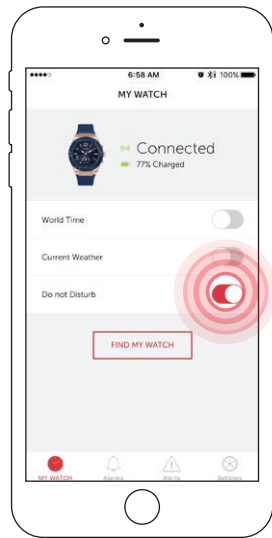 6:58 AM
100%
MY WATCH
Connected
77% Charged
World Time
Current Weather
Do not Disturb
FIND MY WATCH
MY WATCH
Alarms
Alerts
Settings